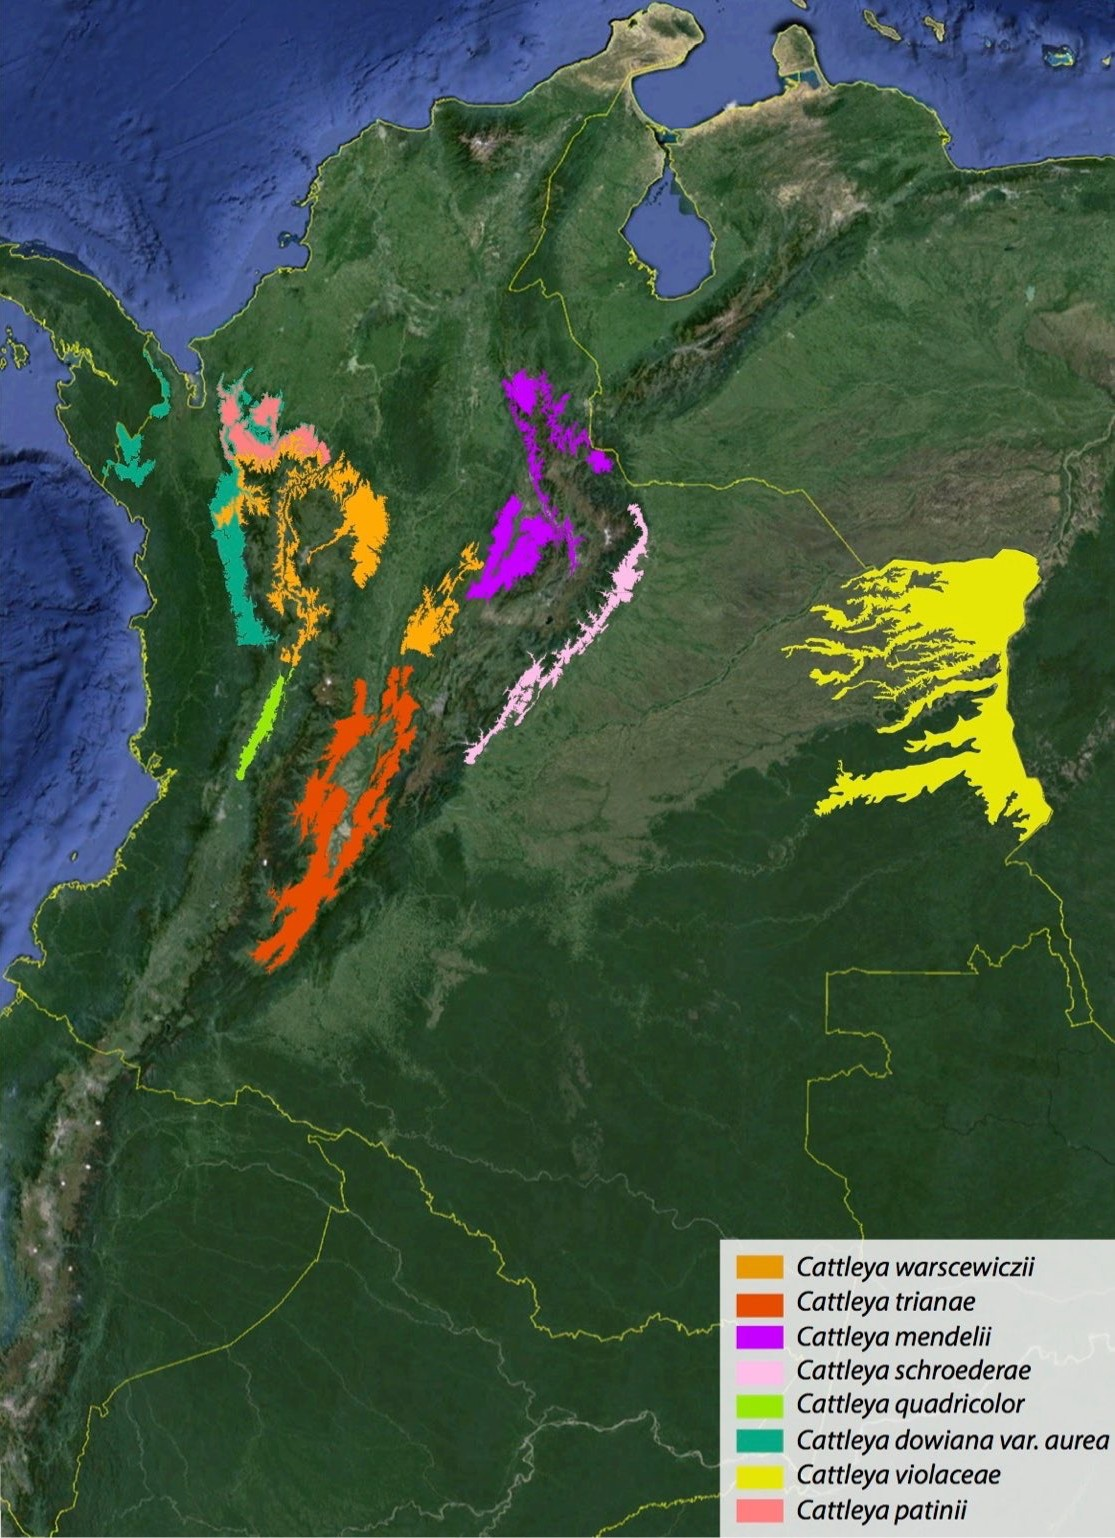 Cattleya warscewiczii
Cattleya trianae
Cattleya mendelii
Cattleya schroederae
Cattleya quadricolor
Cattleya dowiana var. aurea
Cattleya violaceae
Cattleya patinii